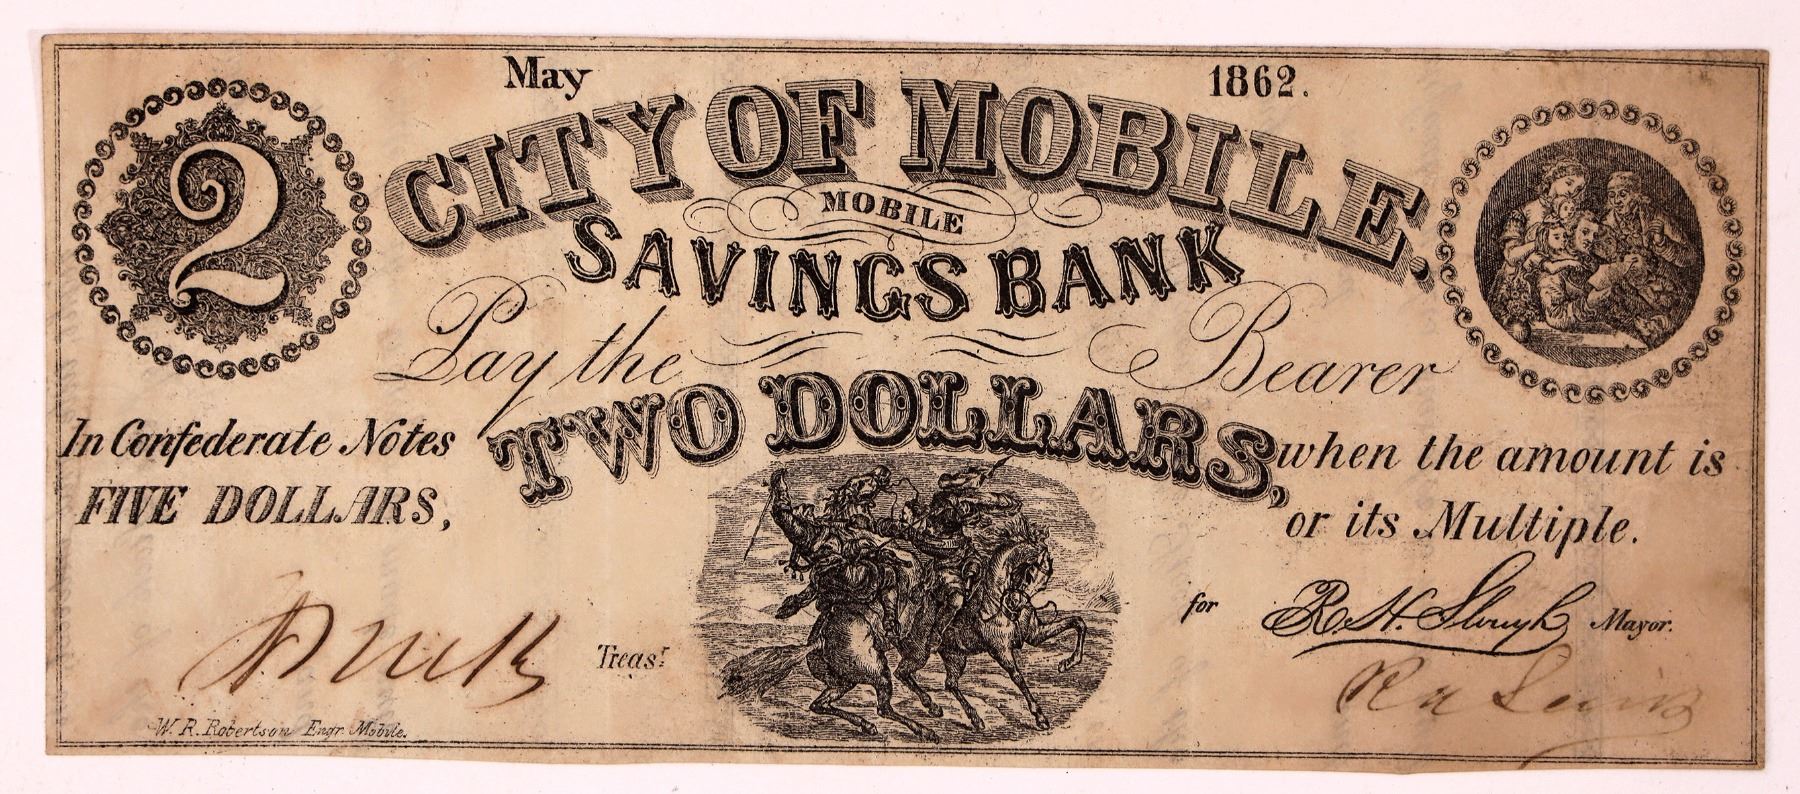 May 1862.
2
CITY OF MOBILE.
MOBILE
SAVINGS BANK
Pay the Bearer
TWO DOLLARS,
In Confederate Notes
FIVE DOLLARS,
when the amount is
or its Multiple.
for R. H. Slough Mayor.
Treasr
W. R. Robertson Engr. Mobile.